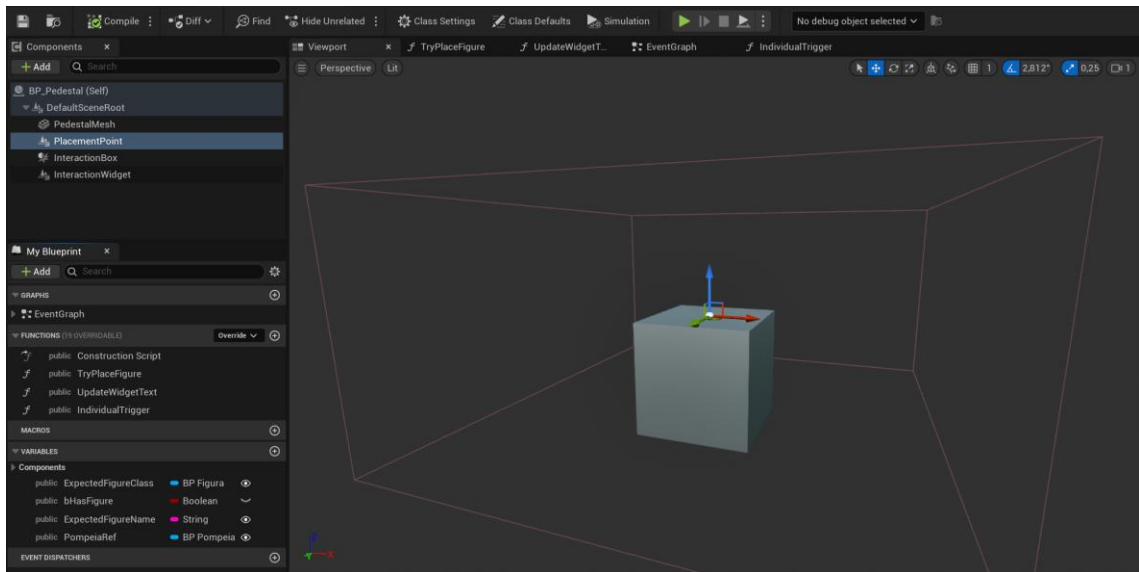 Compile Diff Find Hide Unrelated Class Settings Class Defaults Simulation No debug object selected
Components
+ Add Search
BP_Pedestal (Self)
DefaultSceneRoot
PedestalMesh
PlacementPoint
InteractionBox
InteractionWidget
My Blueprint
+ Add Search
GRAPHS
EventGraph
FUNCTIONS (19 OVERRIDABLE) Override
public Construction Script
public TryPlaceFigure
public UpdateWidgetText
public IndividualTrigger
MACROS
VARIABLES
Components
public ExpectedFigureClass BP Figura
public bHasFigure Boolean
public ExpectedFigureName String
public PompeiaRef BP Pompeia
EVENT DISPATCHERS
Viewport TryPlaceFigure UpdateWidgetT... EventGraph IndividualTrigger
Perspective Lit 1 2,812° 0,25 1
Z
Y X